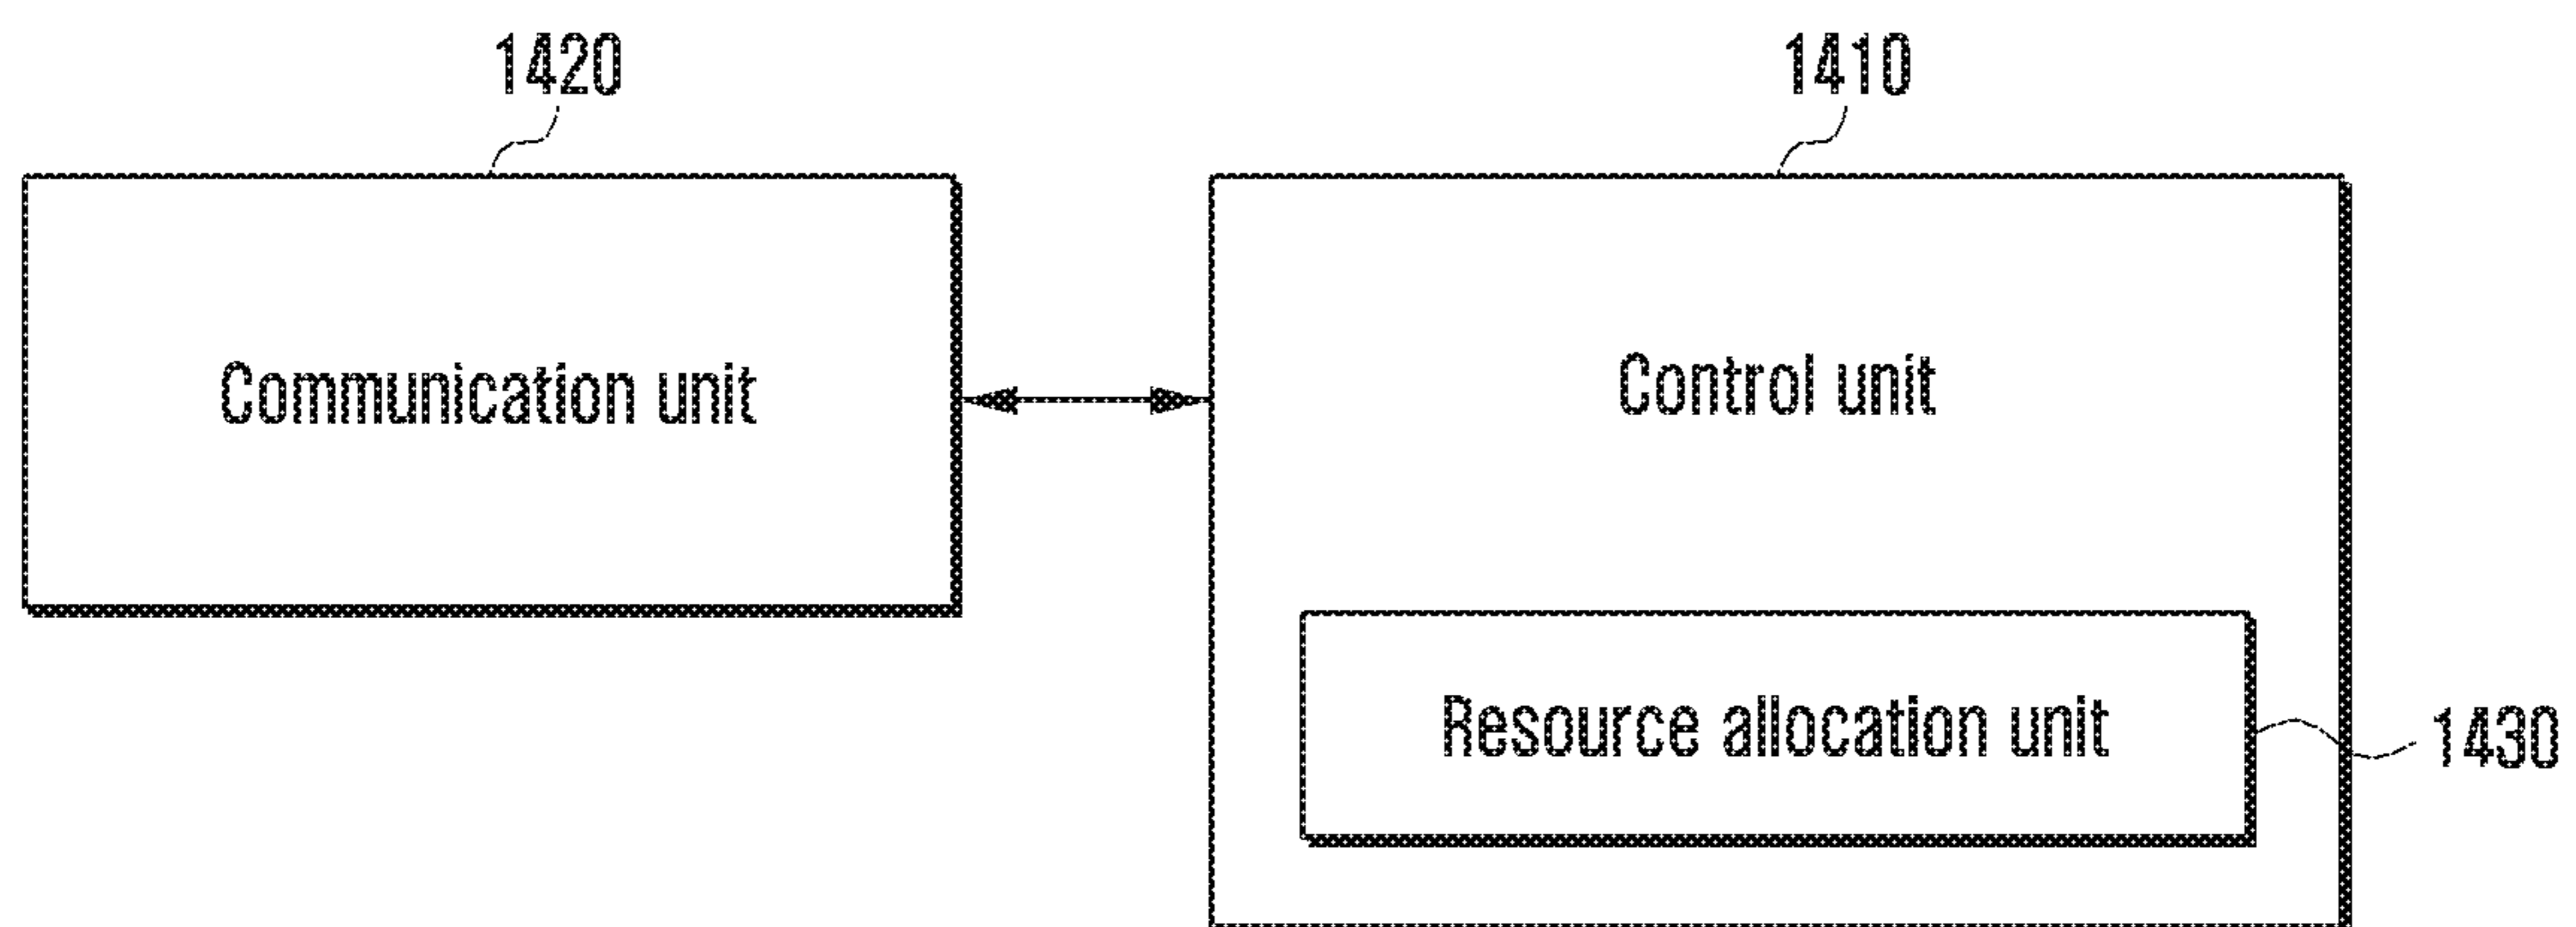 1420
1410
Communication unit
Control unit
Resource allocation unit
1430